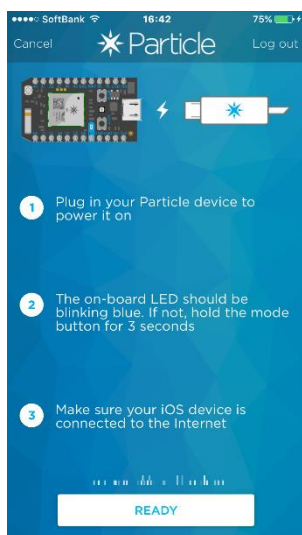 SoftBank 16:42 75%
Cancel Particle Log out
1 Plug in your Particle device to
power it on
2 The on-board LED should be
blinking blue. If not, hold the mode
button for 3 seconds
3 Make sure your iOS device is
connected to the Internet
READY